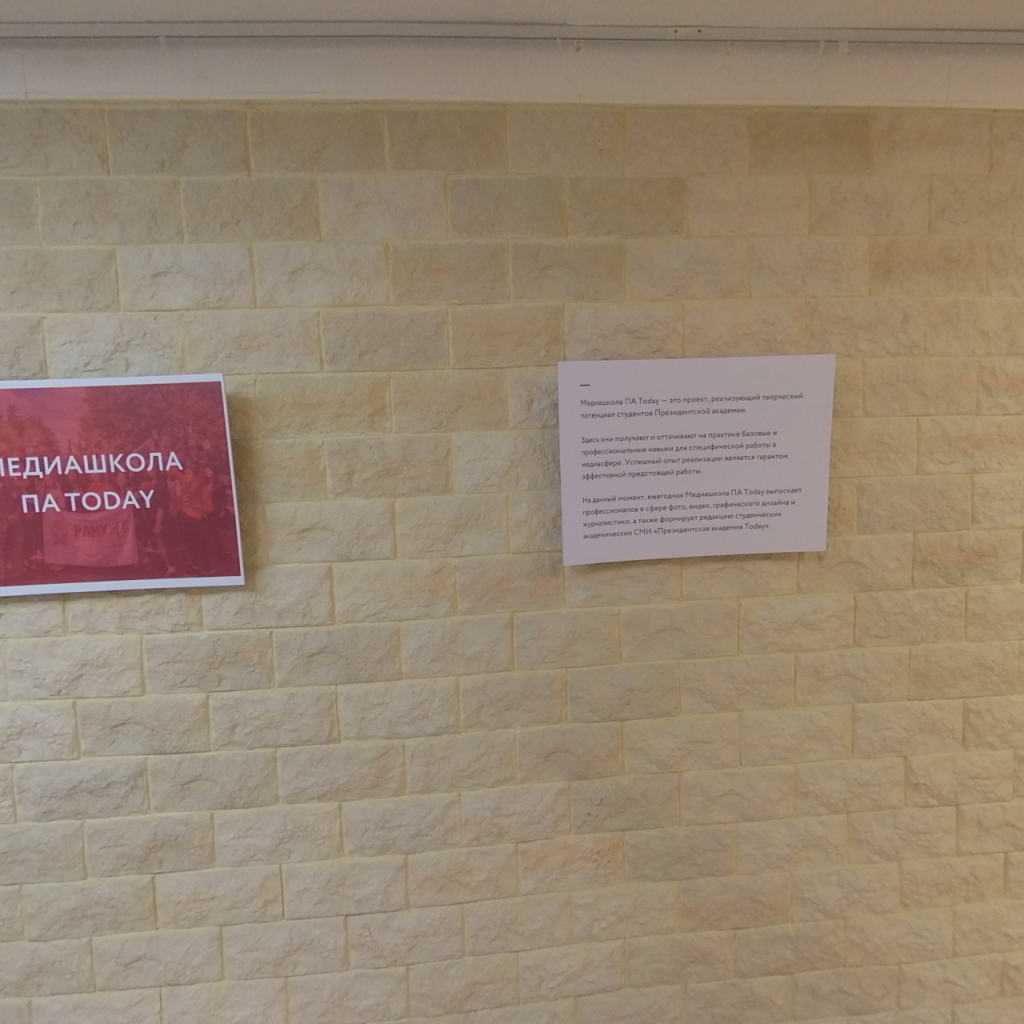 МЕДИАШКОЛА
ПА TODAY
РАНХиГС
Медиашкола ПА Today — это проект, реализующий творческий
потенциал студентов Президентской академии.
Здесь они получают и оттачивают на практике базовые и
профессиональные навыки для специфической работы в
медиасфере. Успешный опыт реализации является гарантом
эффективной предстоящей работы.
На данный момент, ежегодная Медиашкола ПА Today выпускает
профессионалов в сфере фото, видео, графического дизайна и
журналистики, а также формирует редакцию студенческих
академических СМИ «Президентская академия Today».